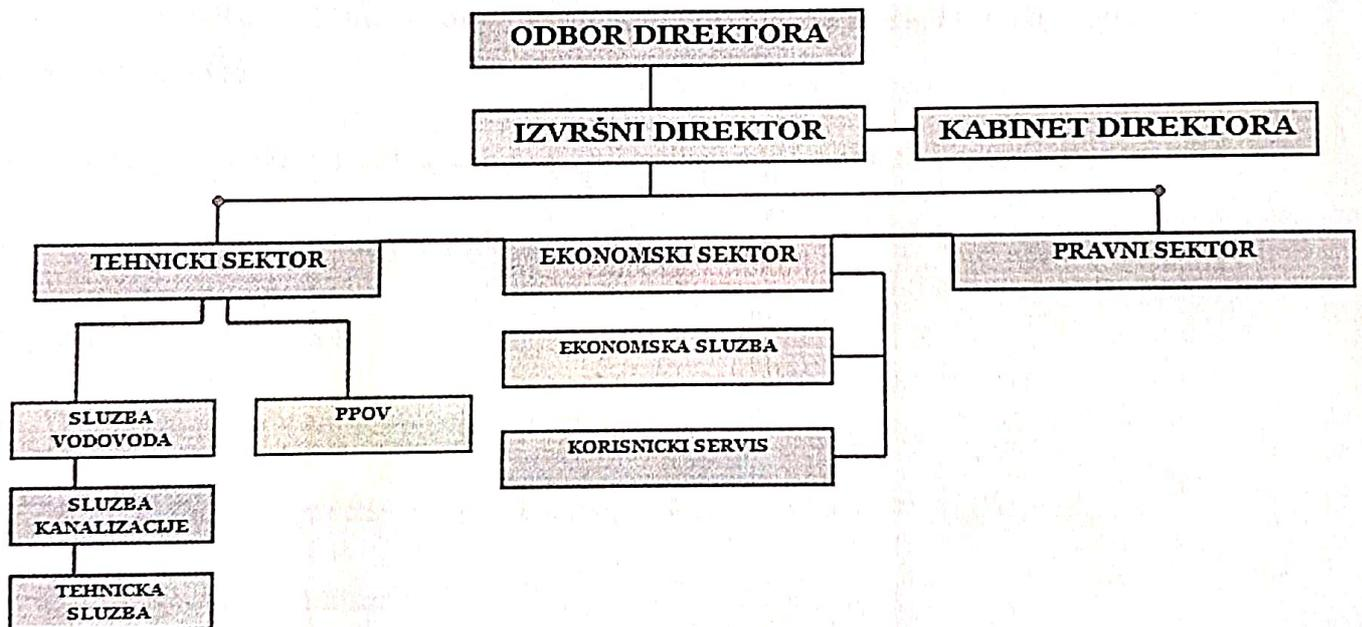 ODBOR DIREKTORA
IZVRŠNI DIREKTOR
KABINET DIREKTORA
TEHNICKI SEKTOR
EKONOMSKI SEKTOR
PRAVNI SEKTOR
EKONOMSKA SLUZBA
SLUZBA
VODOVODA
PPOV
KORISNICKI SERVIS
SLUZBA
KANALIZACIJE
TEHNICKA
SLUZBA